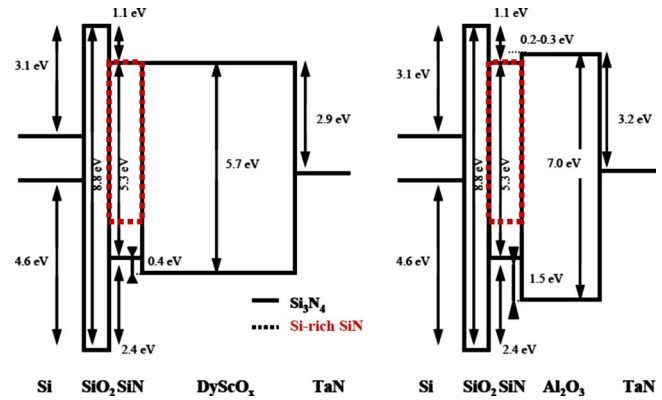 1.1 eV
3.1 eV
8.8 eV
5.3 eV
5.7 eV
2.9 eV
4.6 eV
0.4 eV
2.4 eV
Si₃N₄
Si-rich SiN
Si SiO₂ SiN DyScOₓ TaN
1.1 eV
0.2-0.3 eV
3.1 eV
8.8 eV
5.3 eV
7.0 eV
3.2 eV
4.6 eV
1.5 eV
2.4 eV
Si SiO₂ SiN Al₂O₃ TaN